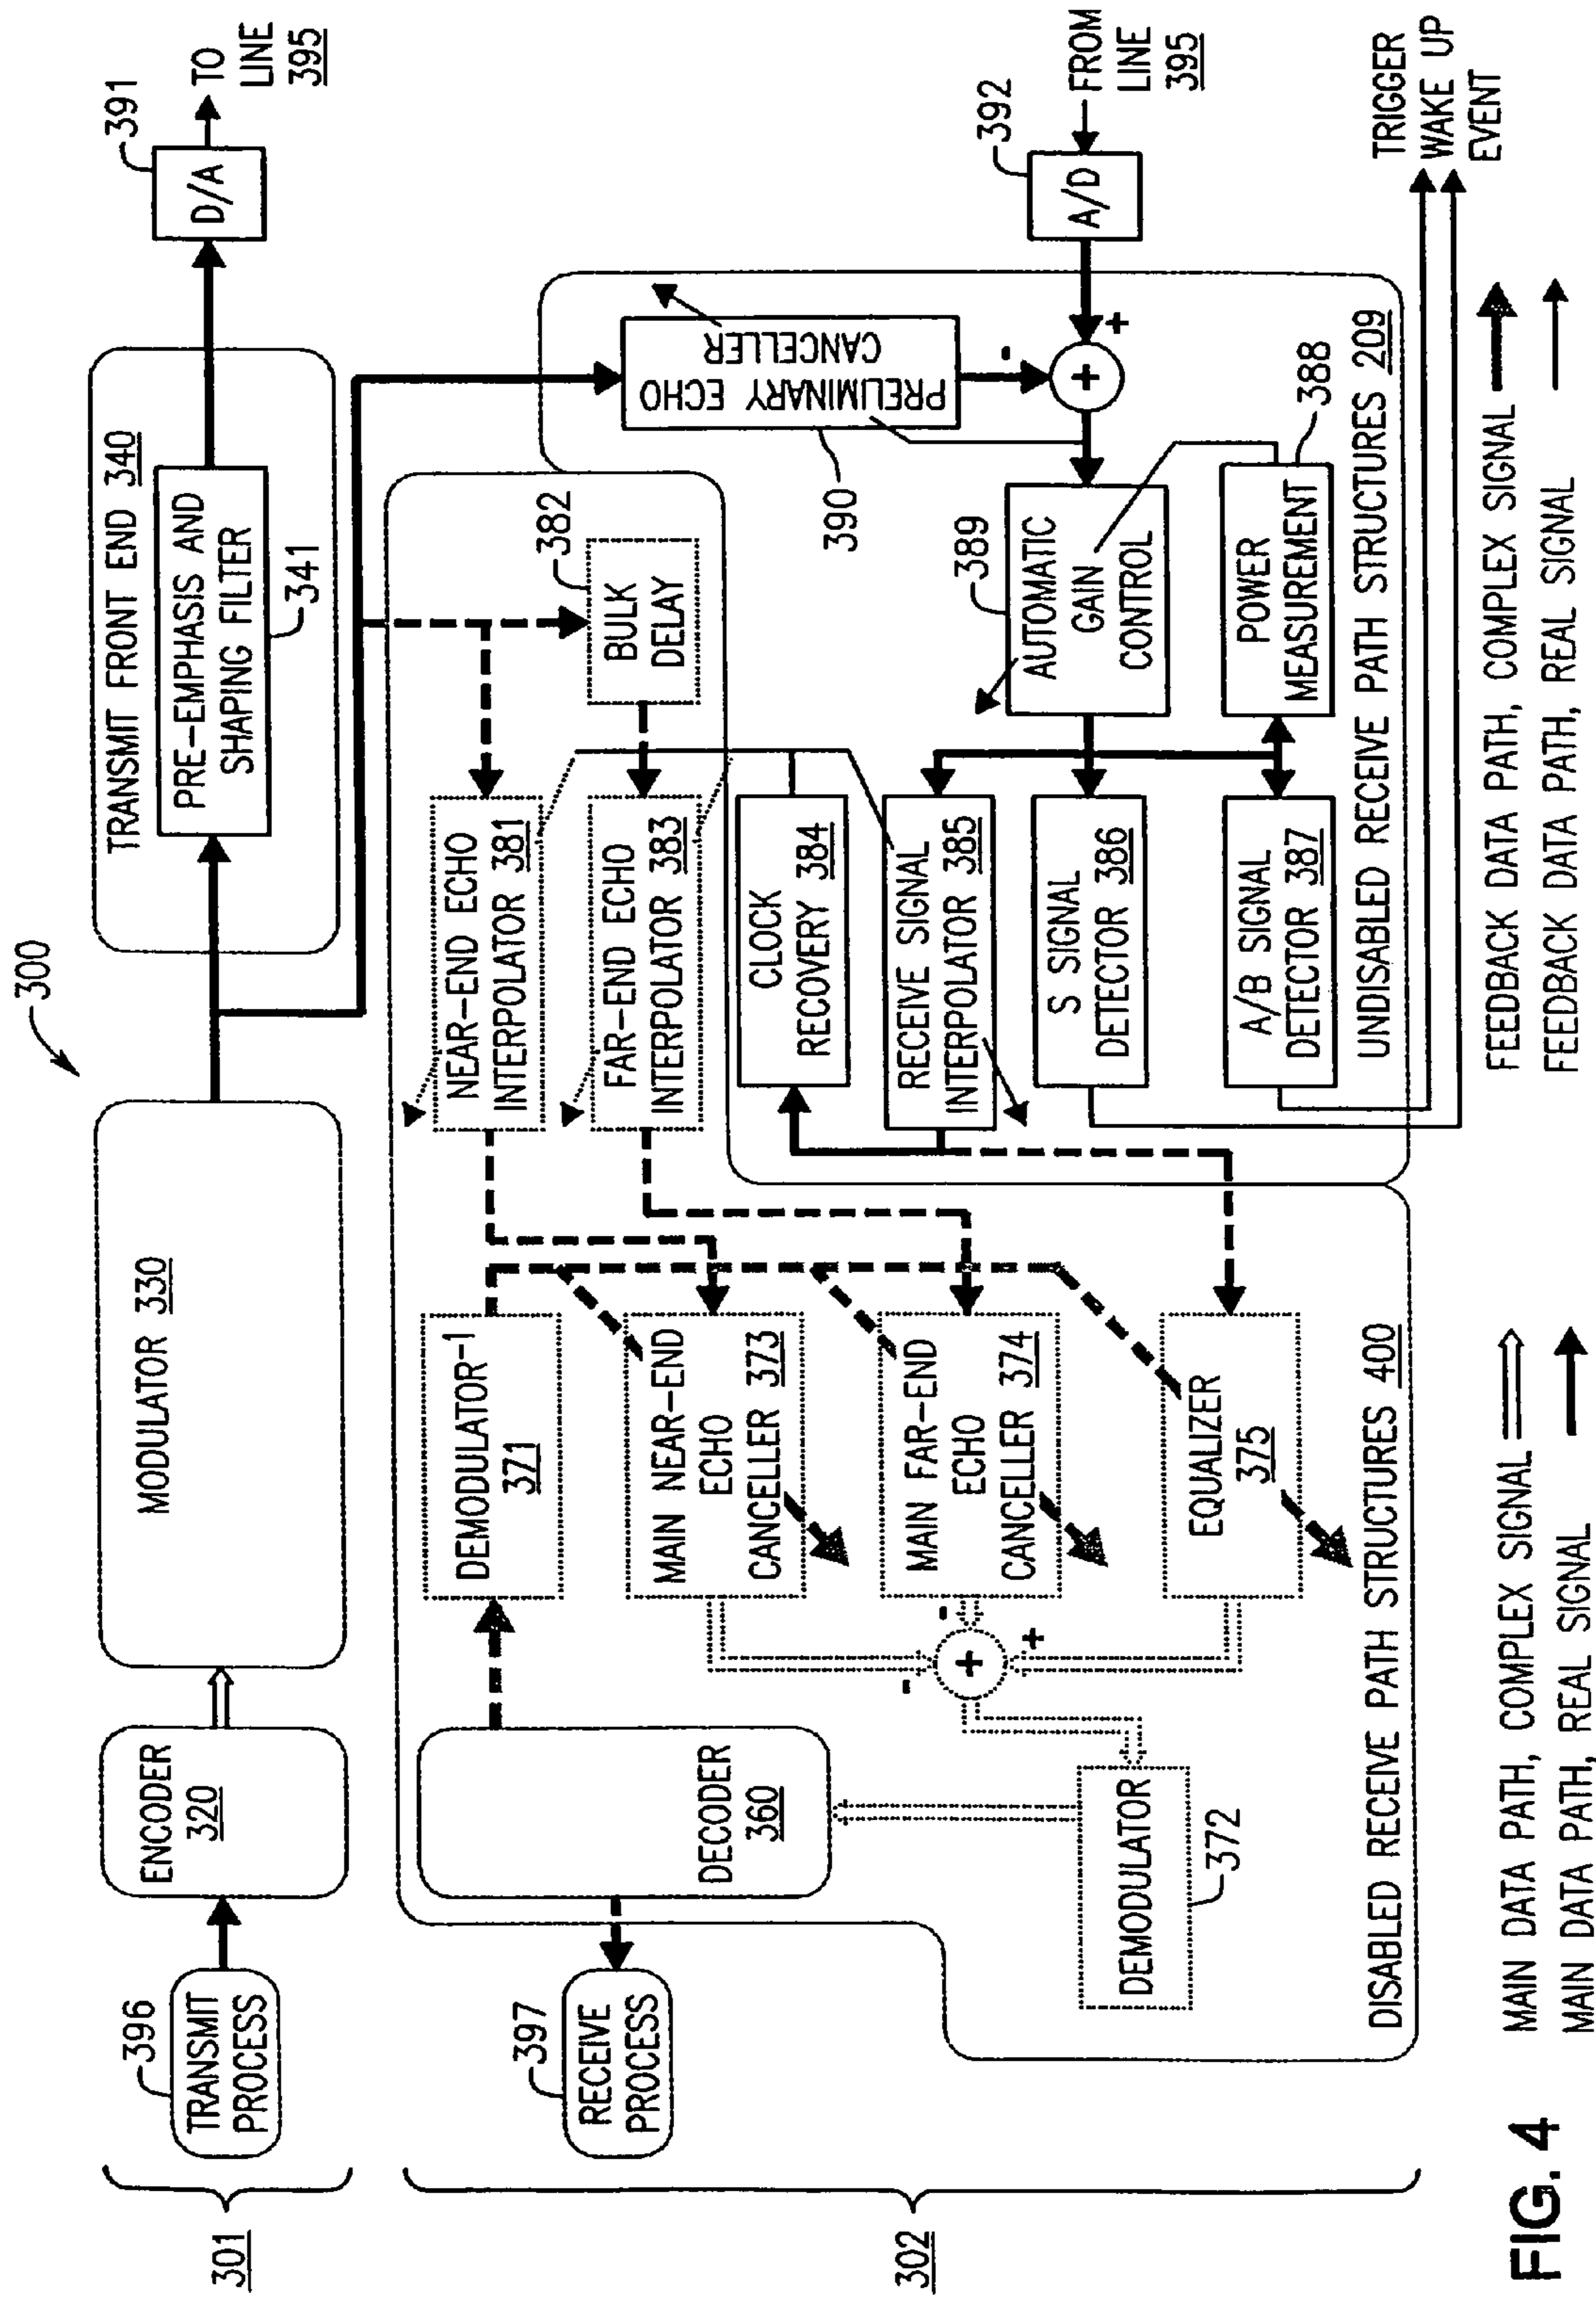 300
301
396
TRANSMIT
PROCESS
ENCODER
320
MODULATOR 330
TRANSMIT FRONT END 340
PRE-EMPHASIS AND
SHAPING FILTER
341
391
D/A
TO
LINE
395
302
397
RECEIVE
PROCESS
DECODER
360
DEMODULATOR-1
371
NEAR-END ECHO
INTERPOLATOR 381
382
BULK
DELAY
FAR-END ECHO
INTERPOLATOR 383
MAIN NEAR-END
ECHO
CANCELLER 373
PRELIMINARY ECHO
CANCELLER
390
CLOCK
RECOVERY 384
MAIN FAR-END
ECHO
CANCELLER 374
RECEIVE SIGNAL
INTERPOLATOR 385
389
AUTOMATIC
GAIN
CONTROL
392
A/D
FROM
LINE
395
-
-
+
+
-
+
+
S SIGNAL
DETECTOR 386
DEMODULATOR
372
EQUALIZER
375
A/B SIGNAL
DETECTOR 387
POWER
MEASUREMENT
388
DISABLED RECEIVE PATH STRUCTURES 400
UNDISABLED RECEIVE PATH STRUCTURES 209
TRIGGER
WAKE UP
EVENT
MAIN DATA PATH, COMPLEX SIGNAL
MAIN DATA PATH, REAL SIGNAL
FEEDBACK DATA PATH, COMPLEX SIGNAL
FEEDBACK DATA PATH, REAL SIGNAL
FIG. 4